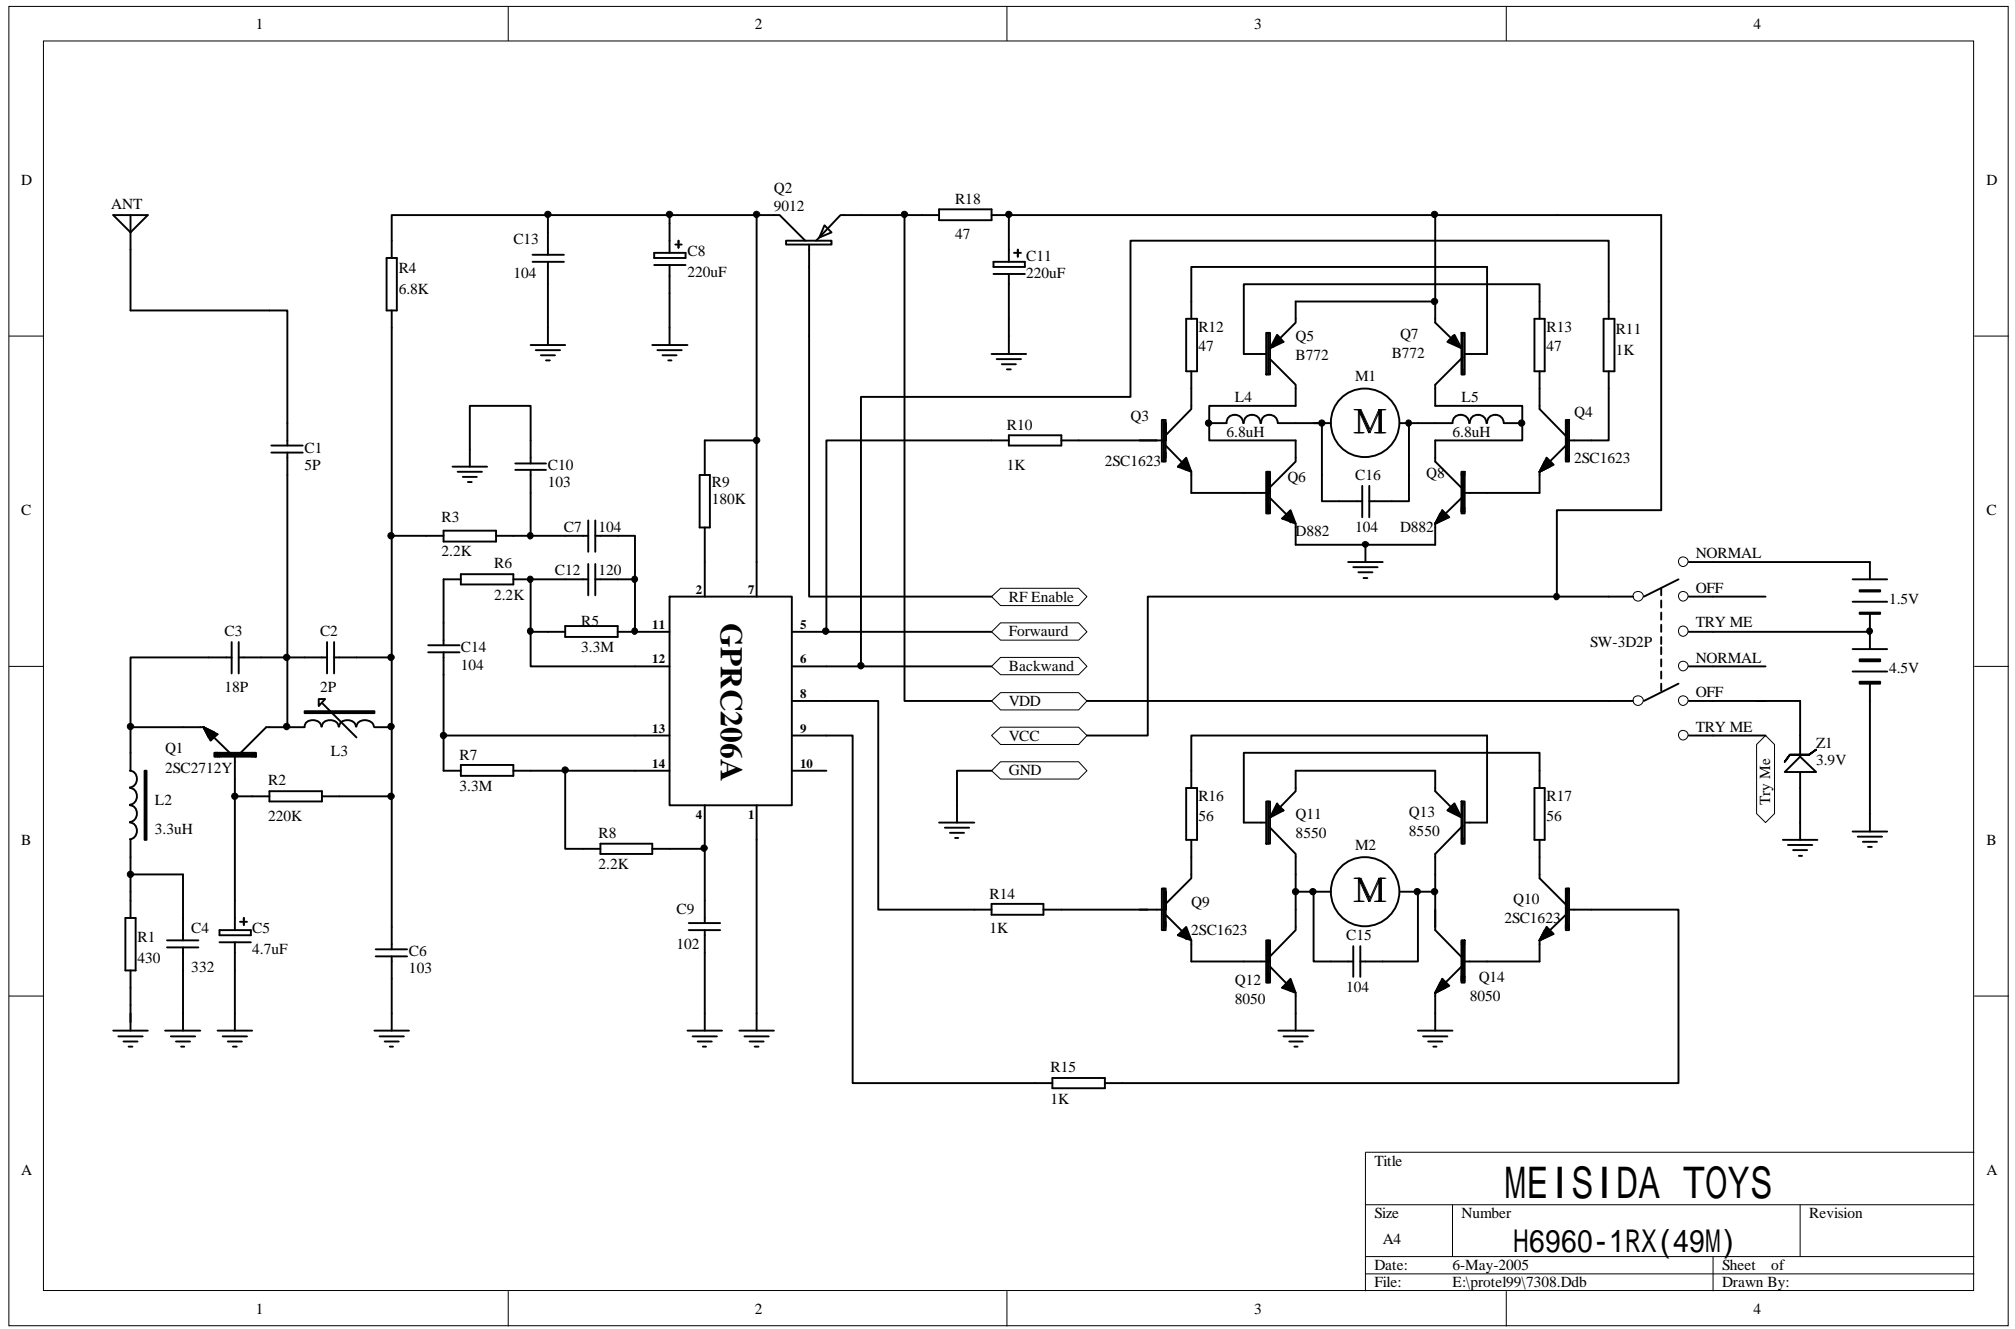 1 2 3 4
D D
C C
B B
A A
1 2 3 4
ANT
C1
5P
C3
18P
C2
2P
L3
Q1
2SC2712Y
R2
220K
L2
3.3uH
R1
430
C4
332
C5
4.7uF
C6
103
R4
6.8K
C13
104
C8
220uF
Q2
9012
R18
47
C11
220uF
C10
103
R3
2.2K
C7 104
R6
2.2K
C12 120
R5
3.3M
C14
104
R7
3.3M
R8
2.2K
C9
102
R9
180K
GPRC206A
2 7
11
12
13
14
5
6
8
9
10
4 1
RF Enable
Forwaurd
Backwand
VDD
VCC
GND
R10
1K
Q3
2SC1623
R12
47
Q5
B772
Q7
B772
R13
47
R11
1K
M1
M
L4
6.8uH
L5
6.8uH
Q4
2SC1623
Q6
D882
C16
104
Q8
D882
NORMAL
OFF
TRY ME
NORMAL
OFF
TRY ME
SW-3D2P
1.5V
4.5V
Try Me
Z1
3.9V
R16
56
Q11
8550
Q13
8550
R17
56
M2
M
R14
1K
Q9
2SC1623
Q10
2SC1623
C15
104
Q12
8050
Q14
8050
R15
1K
Title
MEISIDA TOYS
Size Number Revision
A4 H6960-1RX(49M)
Date: 6-May-2005 Sheet of
File: E:\protel99\7308.Ddb Drawn By: